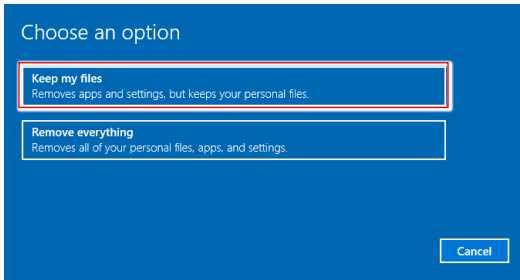 Choose an option
Keep my files
Removes apps and settings, but keeps your personal files.
Remove everything
Removes all of your personal files, apps, and settings.
Cancel